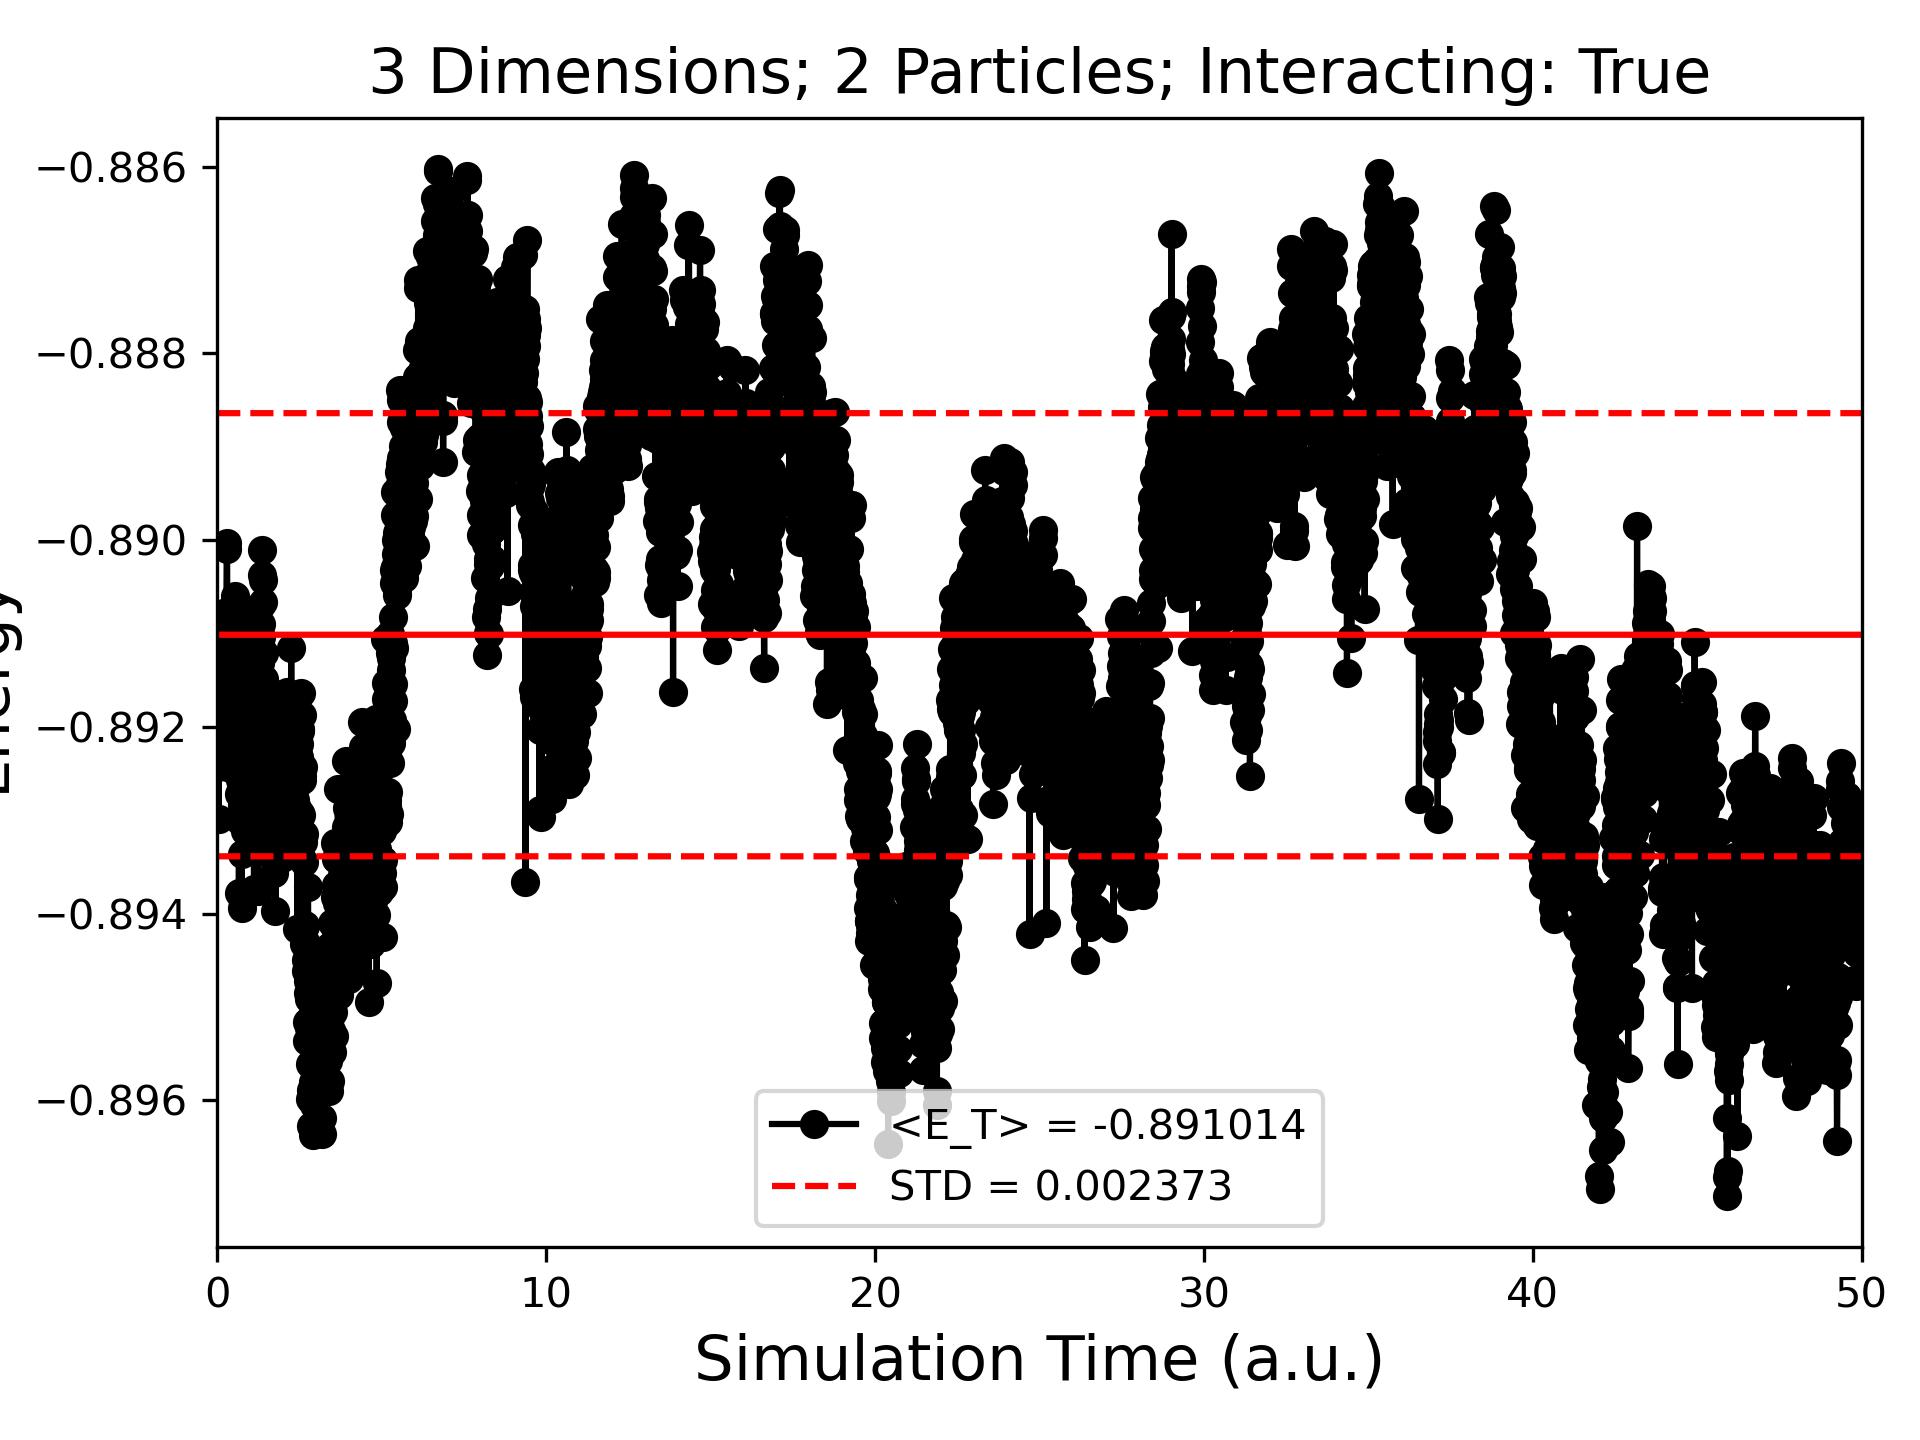 3 Dimensions; 2 Particles; Interacting: True
Energy
−0.886
−0.888
−0.890
−0.892
−0.894
−0.896
<E_T> = -0.891014
STD = 0.002373
0 10 20 30 40 50
Simulation Time (a.u.)